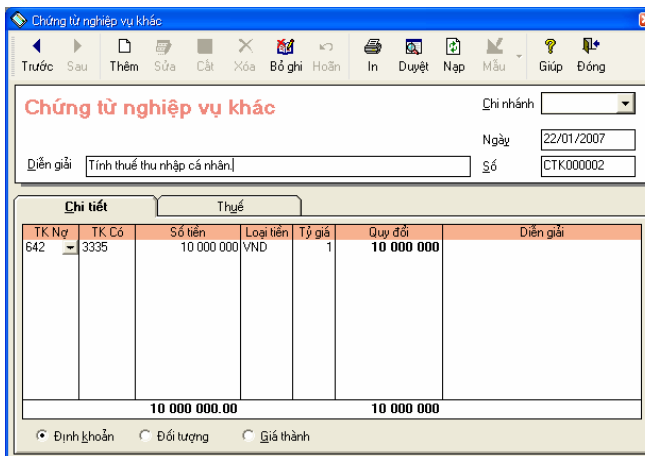 Chứng từ nghiệp vụ khác
Trước Sau Thêm Sửa Cất Xóa Bỏ ghi Hoãn In Duyệt Nạp Mẫu Giúp Đóng
Chứng từ nghiệp vụ khác
Chi nhánh
Ngày 22/01/2007
Diễn giải Tính thuế thu nhập cá nhân. Số CTK000002
Chi tiết Thuế
TK Nợ TK Có Số tiền Loại tiền Tỷ giá Quy đổi Diễn giải
642 3335 10 000 000 VND 1 10 000 000
10 000 000.00 10 000 000
Định khoản Đối tượng Giá thành